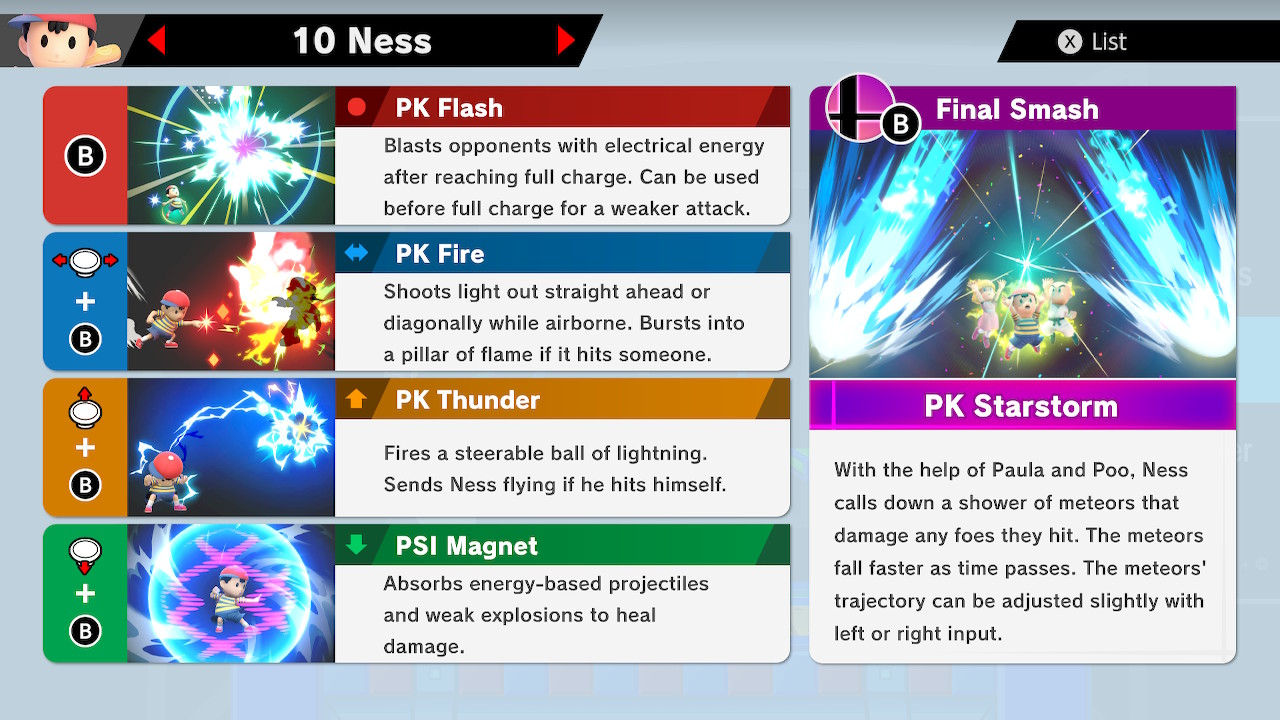 10 Ness
X List
B
PK Flash
Blasts opponents with electrical energy
after reaching full charge. Can be used
before full charge for a weaker attack.
+
B
PK Fire
Shoots light out straight ahead or
diagonally while airborne. Bursts into
a pillar of flame if it hits someone.
+
B
PK Thunder
Fires a steerable ball of lightning.
Sends Ness flying if he hits himself.
+
B
PSI Magnet
Absorbs energy-based projectiles
and weak explosions to heal
damage.
B
Final Smash
PK Starstorm
With the help of Paula and Poo, Ness
calls down a shower of meteors that
damage any foes they hit. The meteors
fall faster as time passes. The meteors'
trajectory can be adjusted slightly with
left or right input.